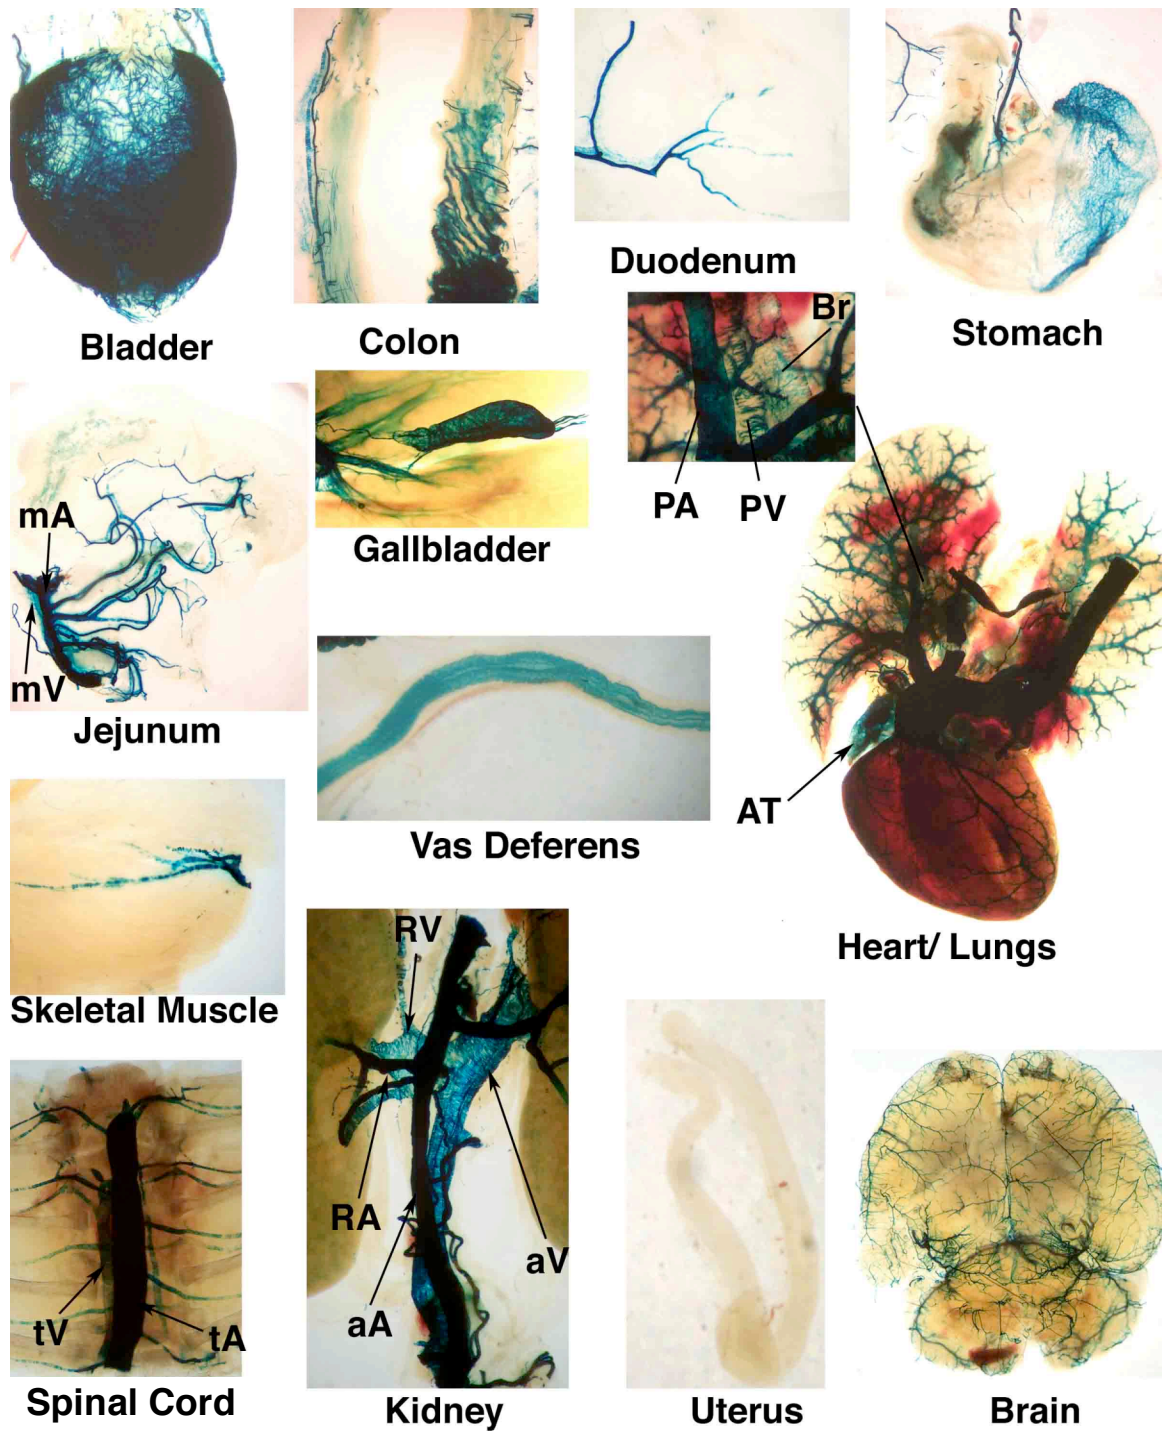 Bladder
Colon
Duodenum
Stomach
Br
PA
PV
mA
mV
Jejunum
Gallbladder
Vas Deferens
AT
Heart/ Lungs
Skeletal Muscle
RV
RA
aA
aV
Kidney
tV
tA
Spinal Cord
Uterus
Brain